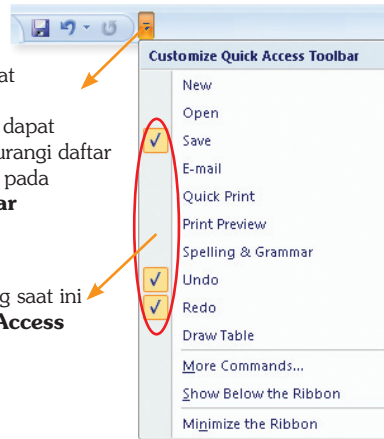 Customize Quick Access Toolbar
New
Open
Save
E-mail
Quick Print
Print Preview
Spelling & Grammar
Undo
Redo
Draw Table
More Commands...
Show Below the Ribbon
Minimize the Ribbon
at
dapat
urangi daftar
pada
ar
g saat ini
Access